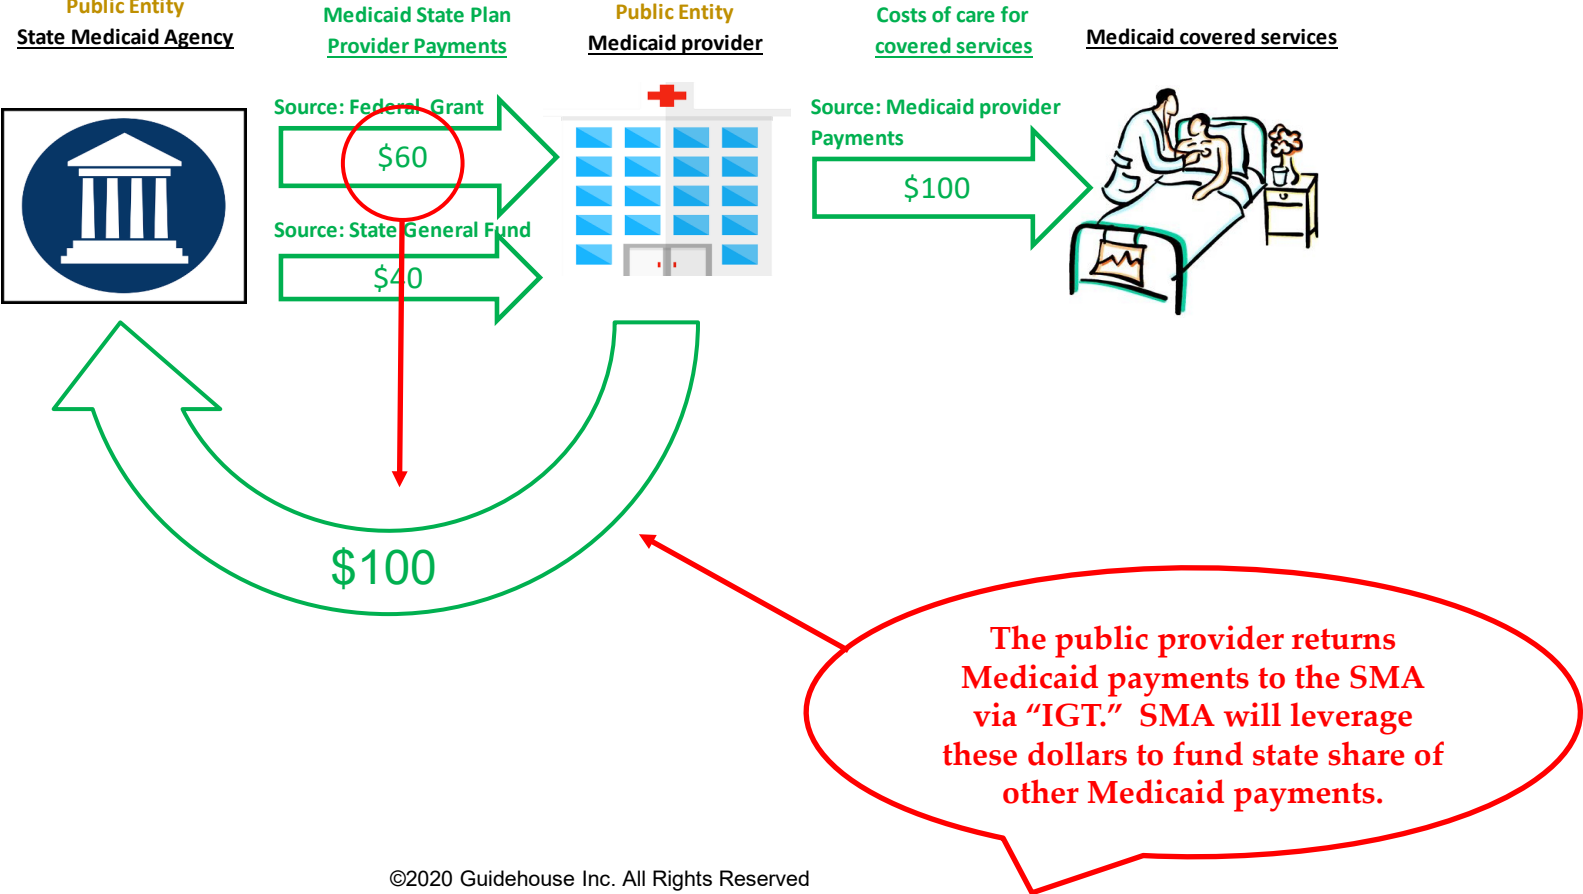 Public Entity
State Medicaid Agency
Medicaid State Plan
Provider Payments
Public Entity
Medicaid provider
Costs of care for
covered services
Medicaid covered services
Source: Federal Grant
$60
Source: State General Fund
$40
Source: Medicaid provider
Payments
$100
$100
The public provider returns
Medicaid payments to the SMA
via “IGT.” SMA will leverage
these dollars to fund state share of
other Medicaid payments.
©2020 Guidehouse Inc. All Rights Reserved